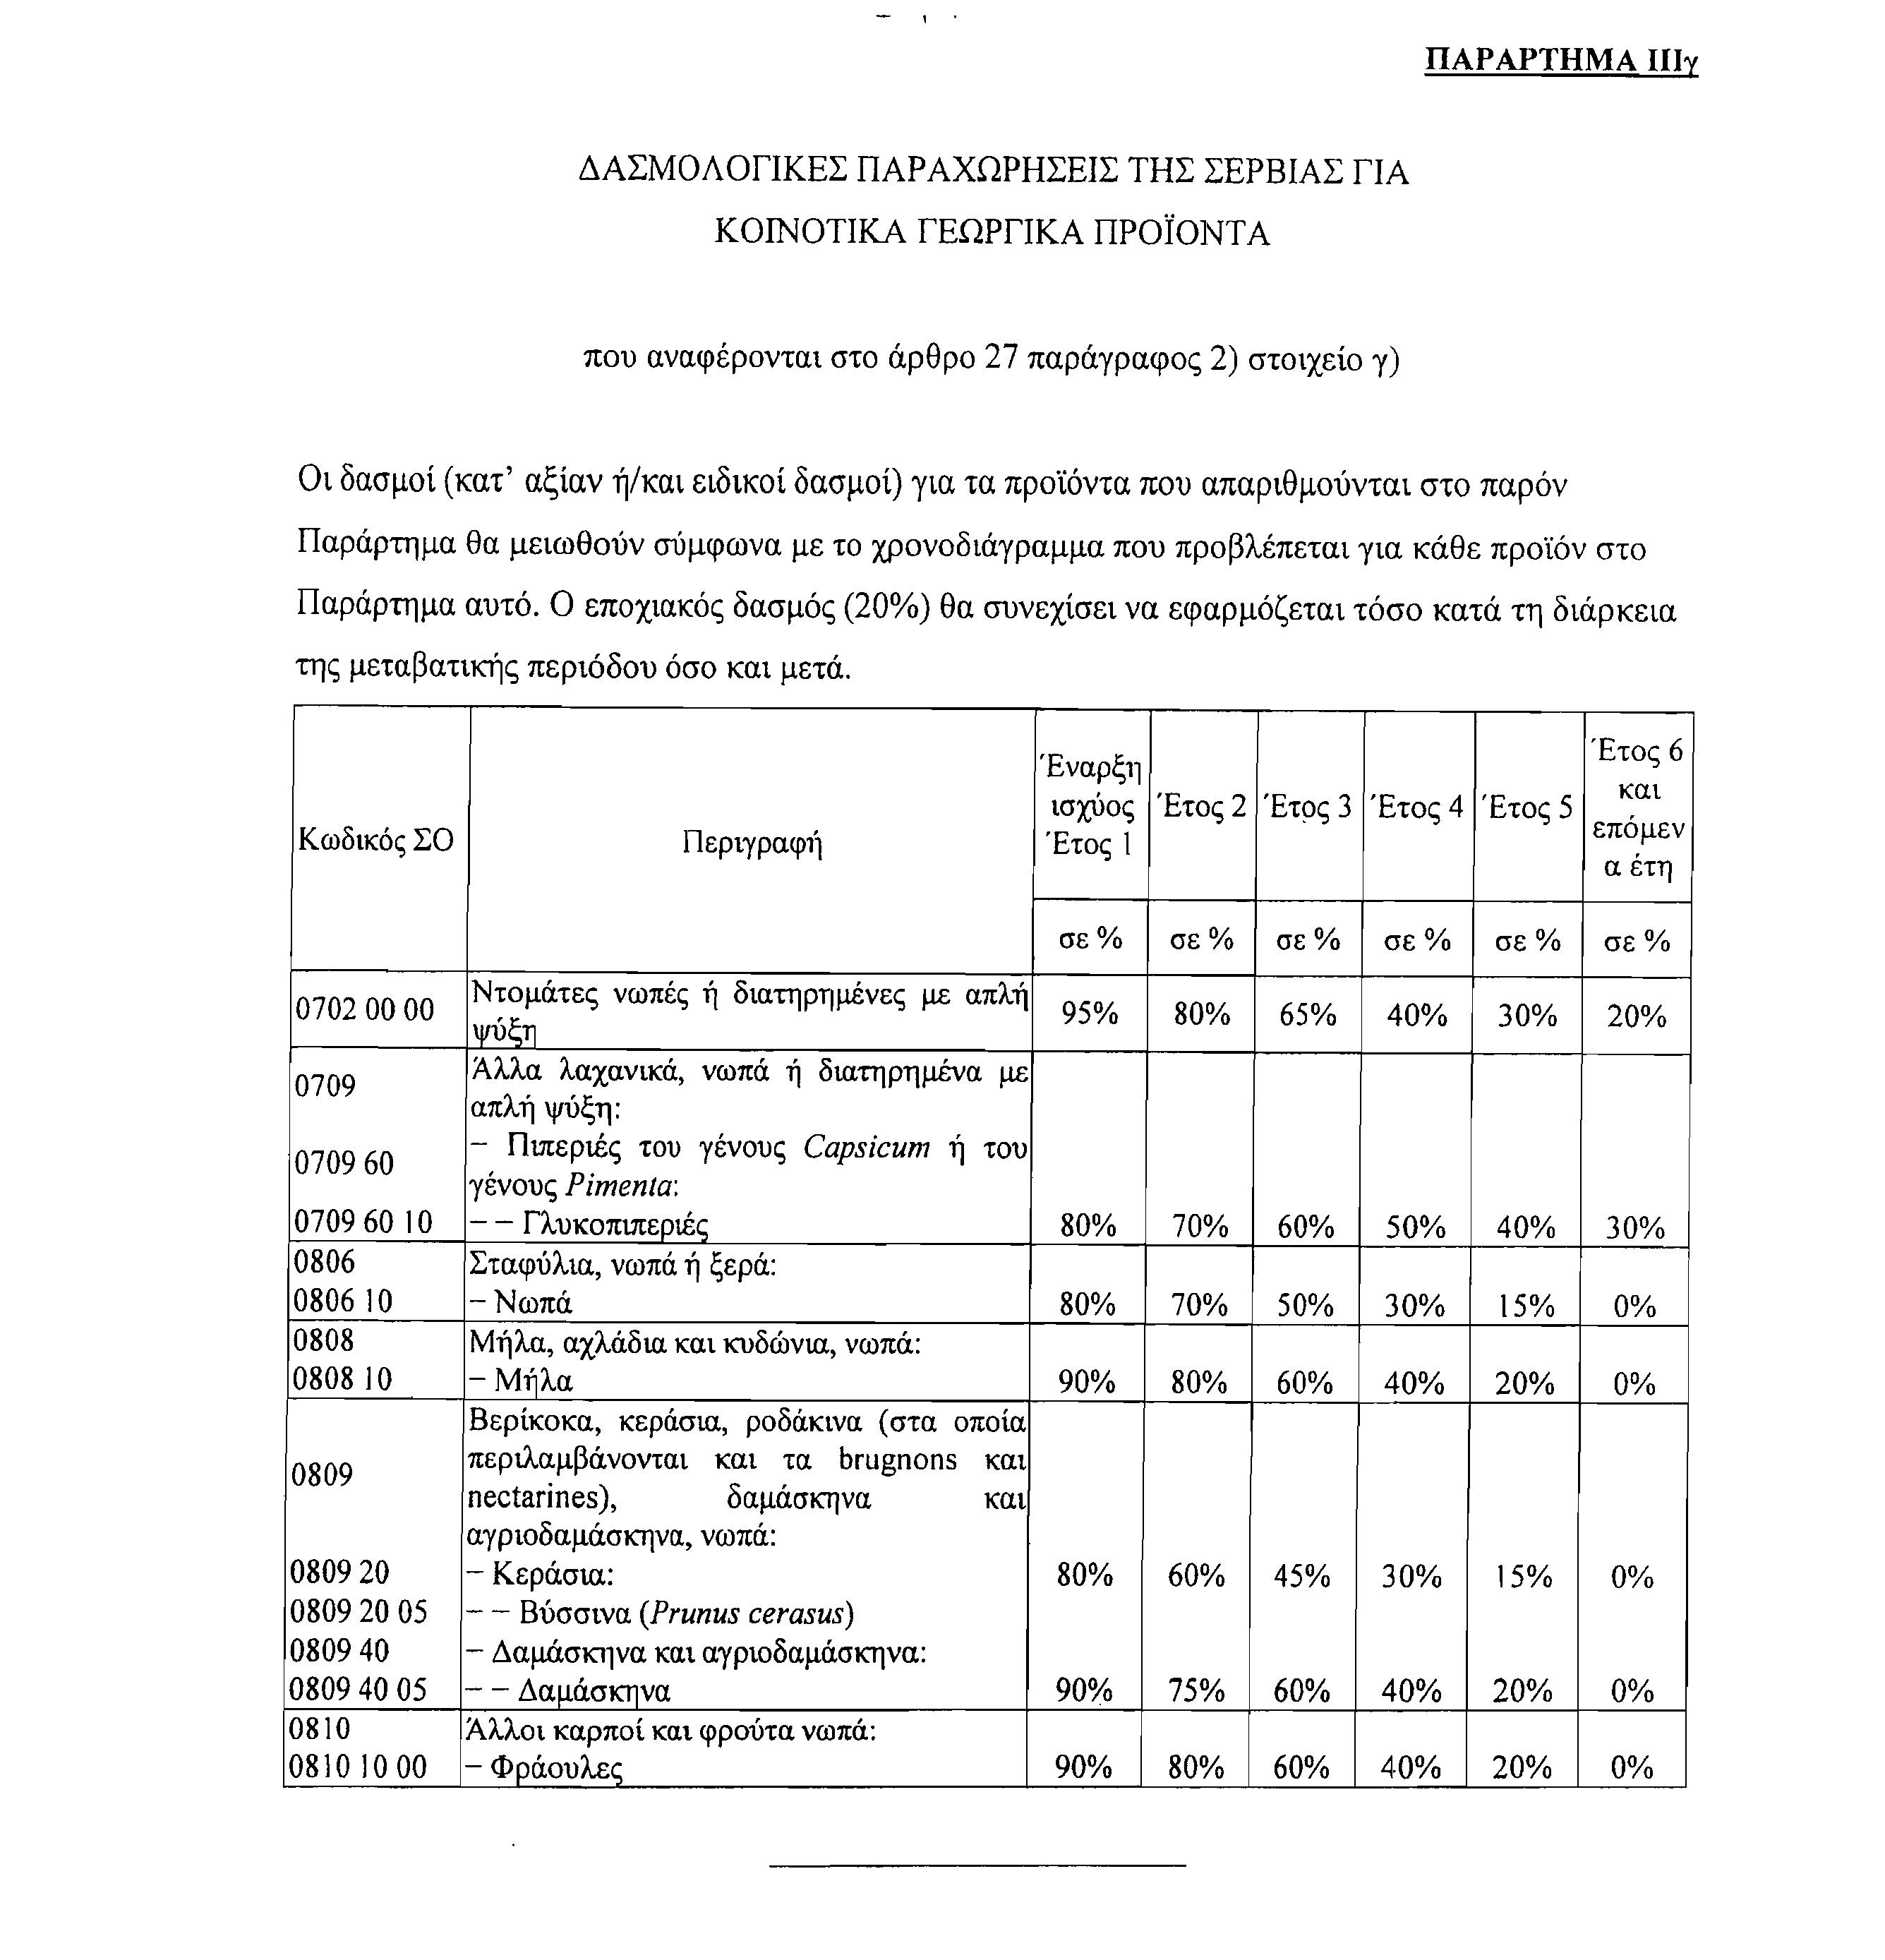 ΠΑΡΑΡΤΗΜΑ ΙΙΙγ
ΔΑΣΜΟΛΟΓΙΚΕΣ ΠΑΡΑΧΩΡΗΣΕΙΣ ΤΗΣ ΣΕΡΒΙΑΣ ΓΙΑ
ΚΟΙΝΟΤΙΚΑ ΓΕΩΡΓΙΚΑ ΠΡΟΪΟΝΤΑ
που αναφέρονται στο άρθρο 27 παράγραφος 2) στοιχείο γ)
Οι δασμοί (κατ’ αξίαν ή/και ειδικοί δασμοί) για τα προϊόντα που απαριθμούνται στο παρόν
Παράρτημα θα μειωθούν σύμφωνα με το χρονοδιάγραμμα που προβλέπεται για κάθε προϊόν στο
Παράρτημα αυτό. Ο εποχιακός δασμός (20%) θα συνεχίσει να εφαρμόζεται τόσο κατά τη διάρκεια
της μεταβατικής περιόδου όσο και μετά.
Κωδικός ΣΟ
Περιγραφή
Έναρξη
ισχύος
Έτος 1
Έτος 2
Έτος 3
Έτος 4
Έτος 5
Έτος 6
και
επόμεν
α έτη
σε % σε % σε % σε % σε % σε %
0702 00 00
Ντομάτες νωπές ή διατηρημένες με απλή
ψύξη
95% 80% 65% 40% 30% 20%
0709
Άλλα λαχανικά, νωπά ή διατηρημένα με
απλή ψύξη:
0709 60
– Πιπεριές του γένους Capsicum ή του
γένους Pimenta:
0709 60 10 – – Γλυκοπιπεριές 80% 70% 60% 50% 40% 30%
0806 Σταφύλια, νωπά ή ξερά:
0806 10 – Νωπά 80% 70% 50% 30% 15% 0%
0808 Μήλα, αχλάδια και κυδώνια, νωπά:
0808 10 – Μήλα 90% 80% 60% 40% 20% 0%
0809
Βερίκοκα, κεράσια, ροδάκινα (στα οποία
περιλαμβάνονται και τα brugnons και
nectarines), δαμάσκηνα και
αγριοδαμάσκηνα, νωπά:
0809 20 – Κεράσια: 80% 60% 45% 30% 15% 0%
0809 20 05 – – Βύσσινα (Prunus cerasus)
0809 40 – Δαμάσκηνα και αγριοδαμάσκηνα:
0809 40 05 – – Δαμάσκηνα 90% 75% 60% 40% 20% 0%
0810 Άλλοι καρποί και φρούτα νωπά:
0810 10 00 – Φράουλες 90% 80% 60% 40% 20% 0%